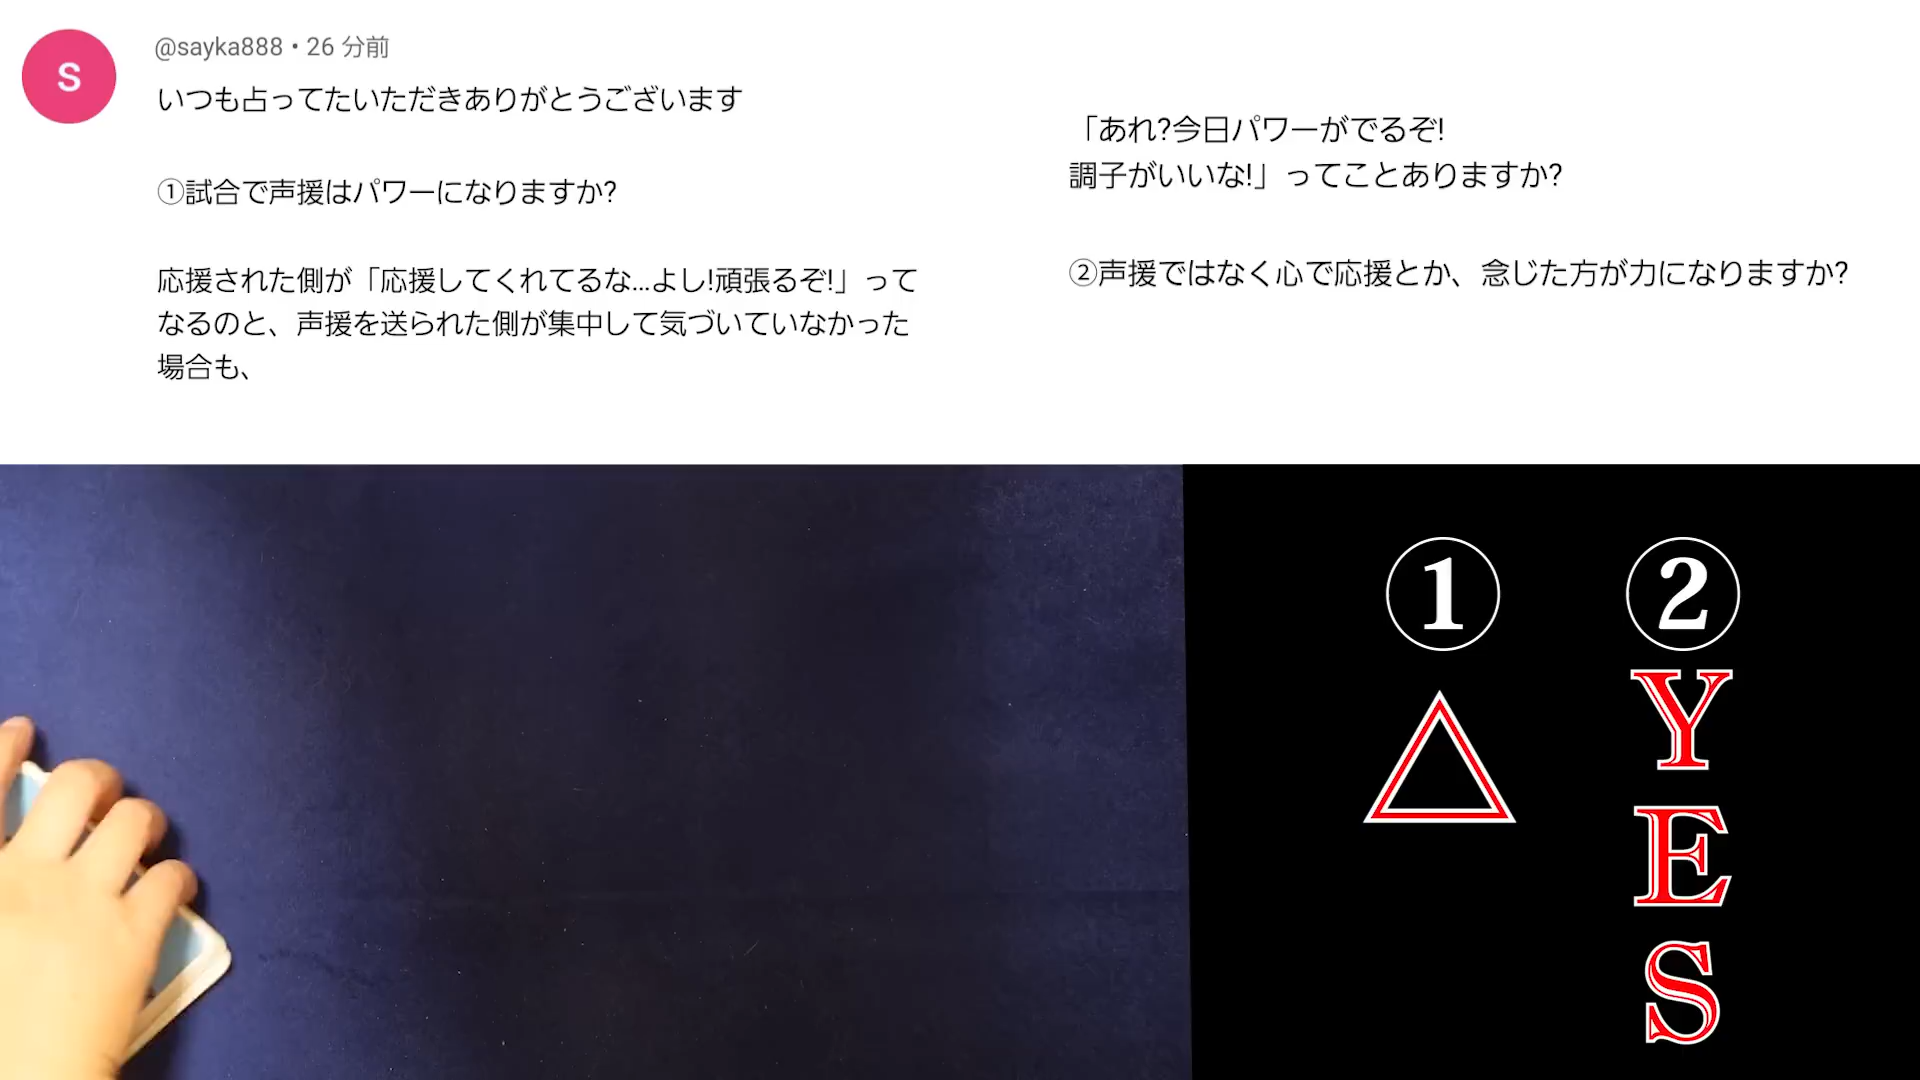 S
@sayka888・26 分前
いつも占ってたいただきありがとうございます
①試合で声援はパワーになりますか?
応援された側が「応援してくれてるな...よし!頑張るぞ!」って
なるのと、声援を送られた側が集中して気づいていなかった
場合も、
「あれ?今日パワーがでるぞ!
調子がいいな!」ってことありますか?
②声援ではなく心で応援とか、念じた方が力になりますか?
① ②
△ YES